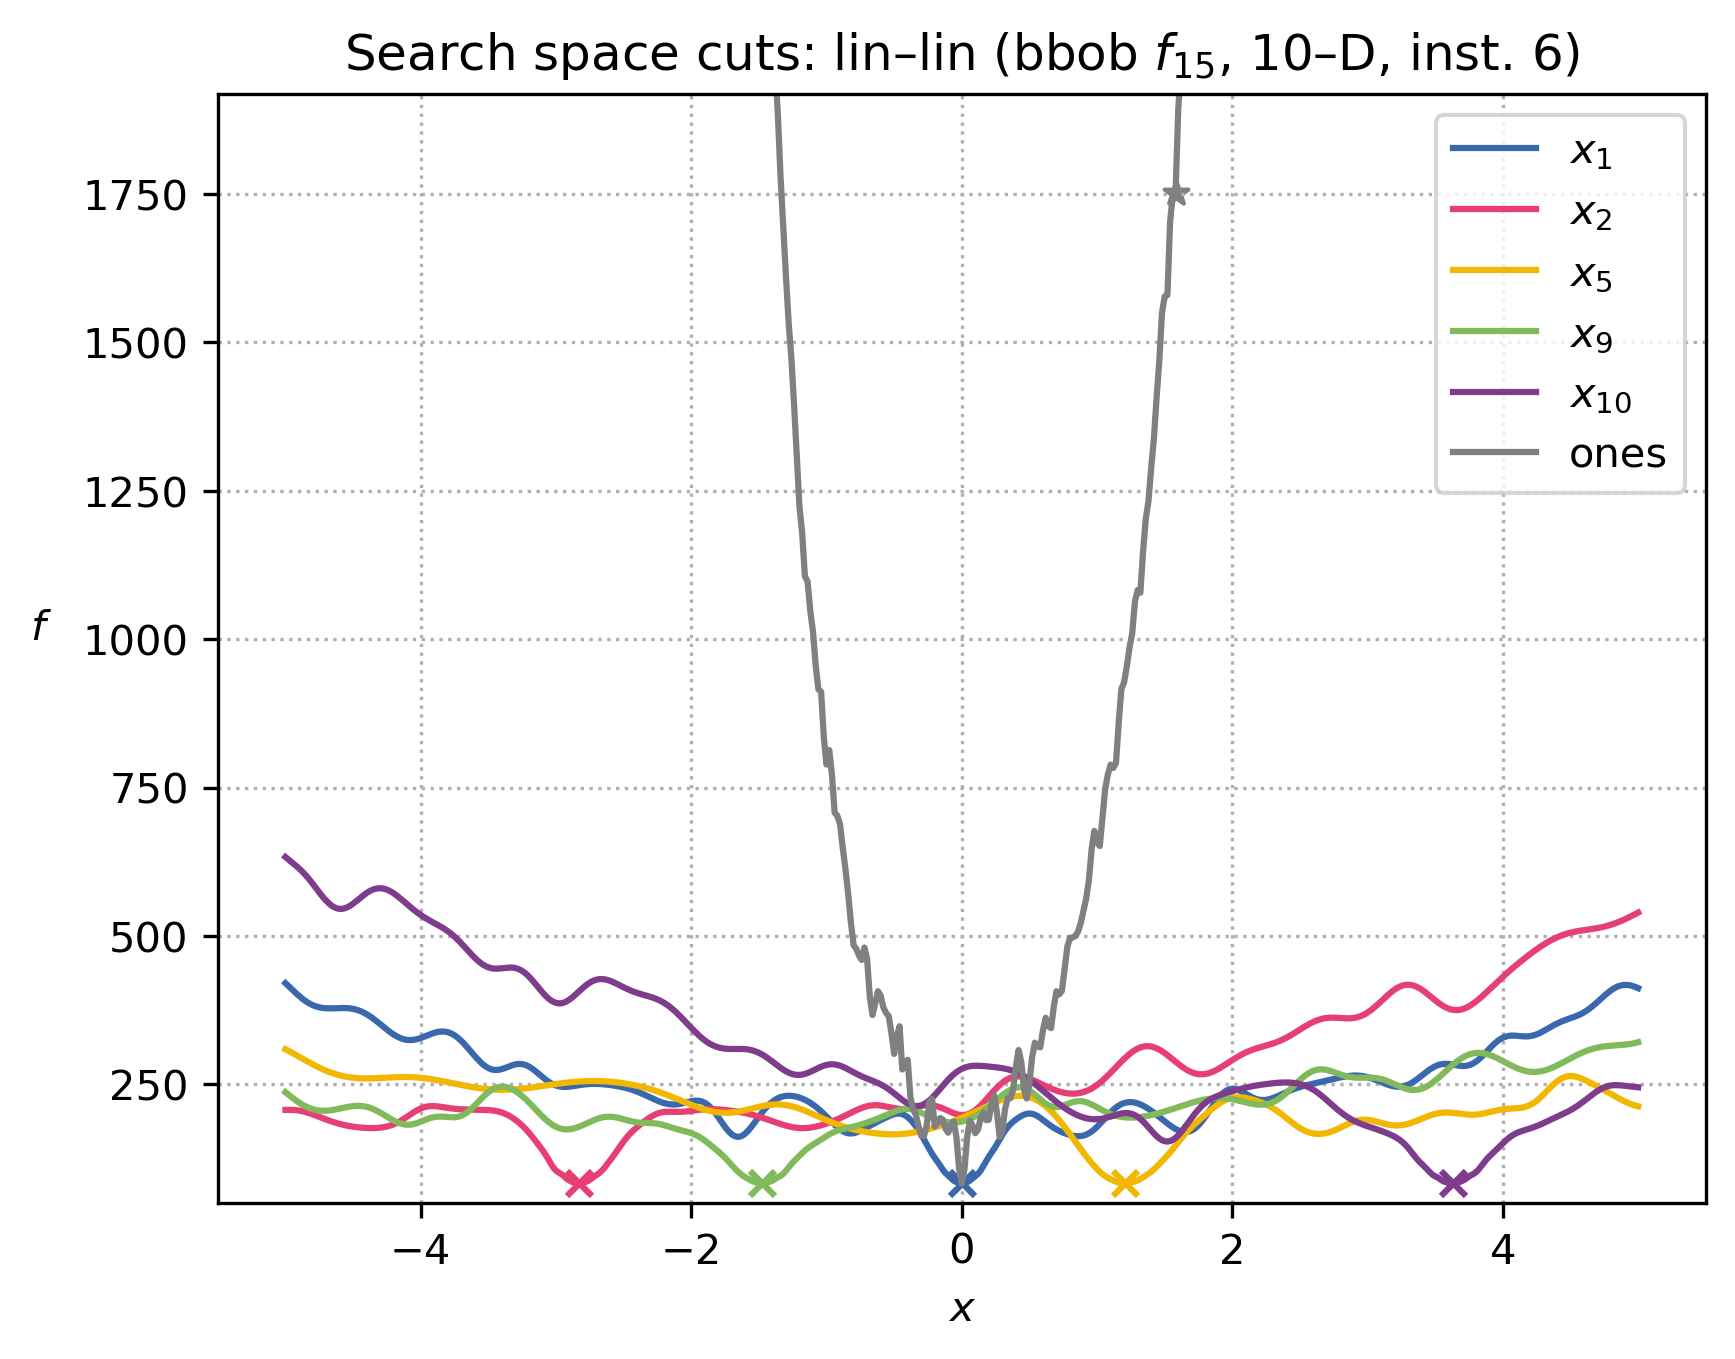 Search space cuts: lin–lin (bbob f₁₅, 10–D, inst. 6)
x₁
x₂
x₅
x₉
x₁₀
ones
1750
1500
1250
1000
750
500
250
f
−4
−2
0
2
4
x